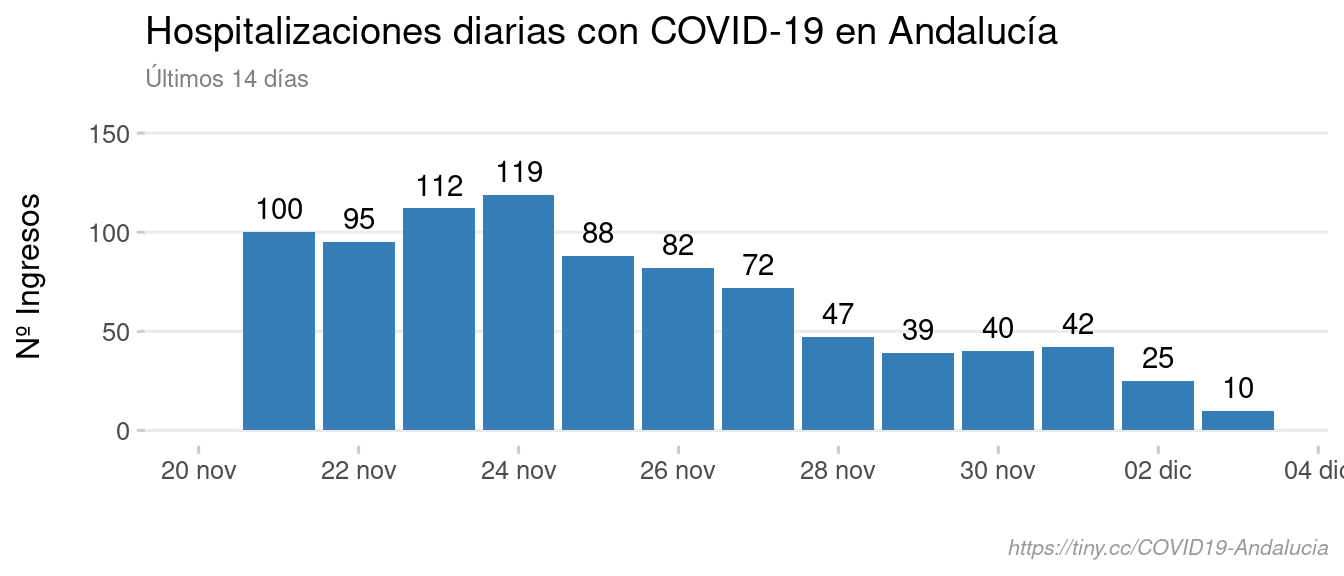 Hospitalizaciones diarias con COVID-19 en Andalucía
Últimos 14 días
Nº Ingresos
150
100
50
0
100
95
112
119
88
82
72
47
39
40
42
25
10
20 nov
22 nov
24 nov
26 nov
28 nov
30 nov
02 dic
04 dic
https://tiny.cc/COVID19-Andalucia